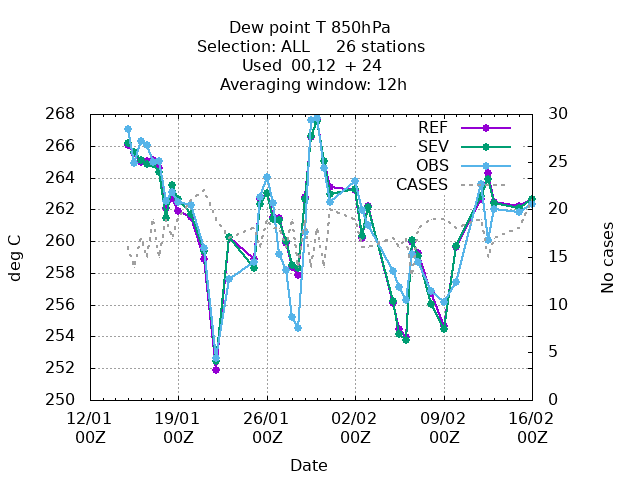 Dew point T 850hPa
Selection: ALL     26 stations
Used  00,12  + 24
Averaging window: 12h
268
266
264
262
260
258
256
254
252
250
deg C
30
25
20
15
10
5
0
No cases
REF
SEV
OBS
CASES
12/01 19/01 26/01 02/02 09/02 16/02
00Z 00Z 00Z 00Z 00Z 00Z
Date